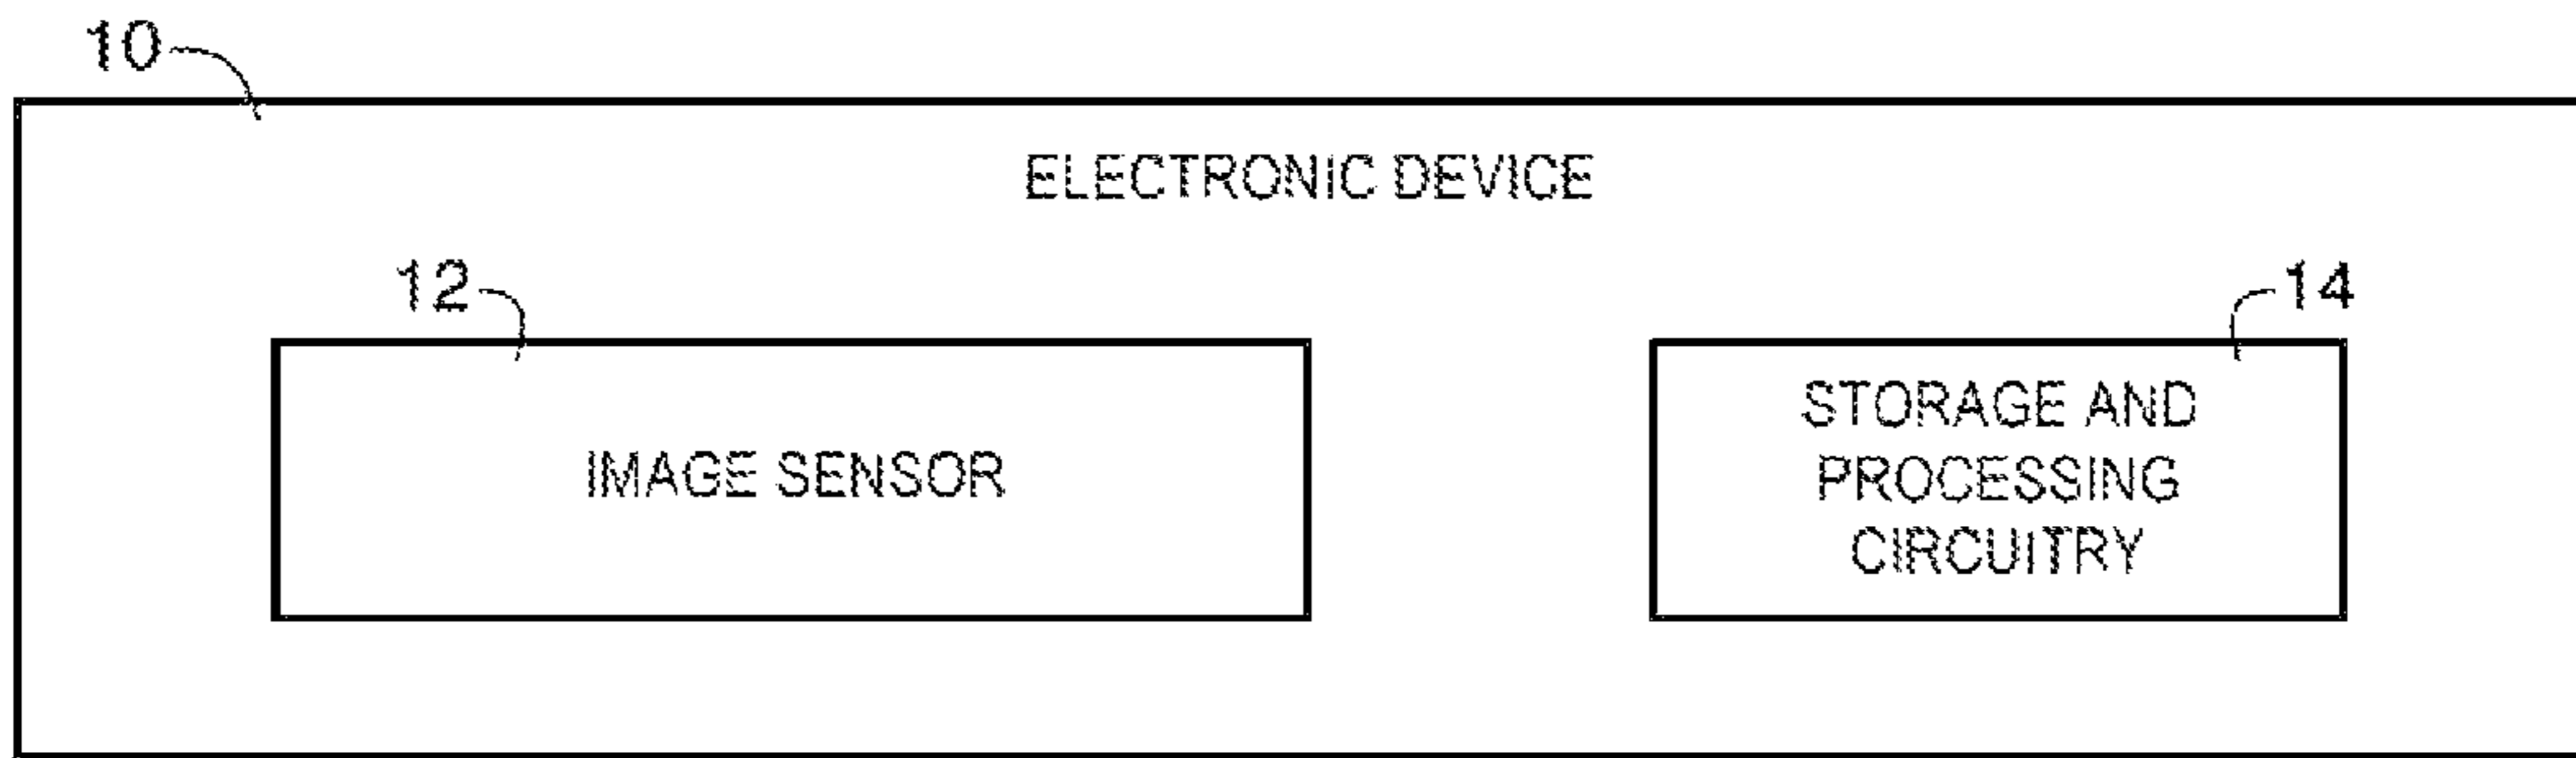 10
ELECTRONIC DEVICE
12
14
IMAGE SENSOR
STORAGE AND
PROCESSING
CIRCUITRY